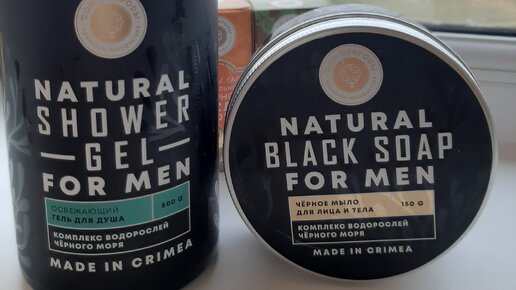 NATURAL
SHOWER
GEL
FOR MEN
ОСВЕЖАЮЩИЙ
ГЕЛЬ ДЛЯ ДУША
500 G
КОМПЛЕКС ВОДОРОСЛЕЙ
ЧЁРНОГО МОРЯ
MADE IN CRIMEA
NATURAL
BLACK SOAP
FOR MEN
ЧЁРНОЕ МЫЛО
ДЛЯ ЛИЦА И ТЕЛА
150 G
КОМПЛЕКС ВОДОРОСЛЕЙ
ЧЁРНОГО МОРЯ
MADE IN CRIMEA